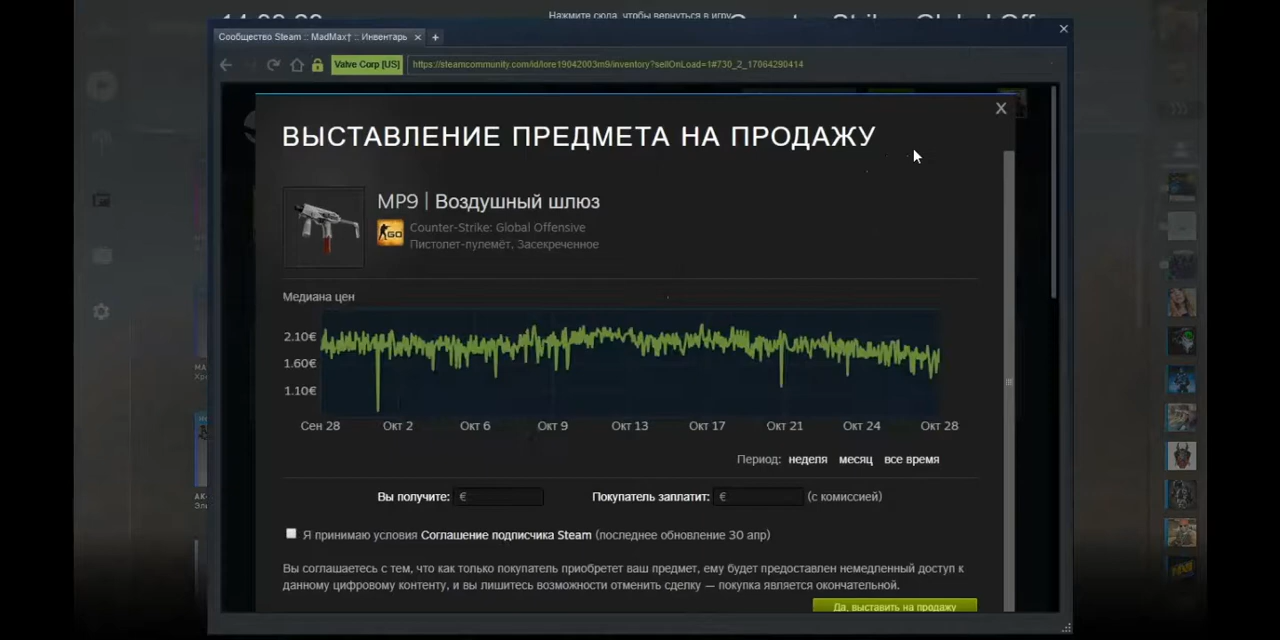 Нажмите сюда, чтобы вернуться в игру
Сообщество Steam :: MadMax† :: Инвентарь
Valve Corp [US]
https://steamcommunity.com/id/lore19042003m9/inventory?sellOnLoad=1#730_2_17064290414
ВЫСТАВЛЕНИЕ ПРЕДМЕТА НА ПРОДАЖУ
MP9 | Воздушный шлюз
Counter-Strike: Global Offensive
Пистолет-пулемёт, Засекреченное
Медиана цен
2.10€
1.60€
1.10€
Сен 28 Окт 2 Окт 6 Окт 9 Окт 13 Окт 17 Окт 21 Окт 24 Окт 28
Период: неделя месяц все время
Вы получите: € Покупатель заплатит: € (с комиссией)
Я принимаю условия Соглашение подписчика Steam (последнее обновление 30 апр)
Вы соглашаетесь с тем, что как только покупатель приобретет ваш предмет, ему будет предоставлен немедленный доступ к
данному цифровому контенту, и вы лишитесь возможности отменить сделку — покупка является окончательной.
Да, выставить на продажу